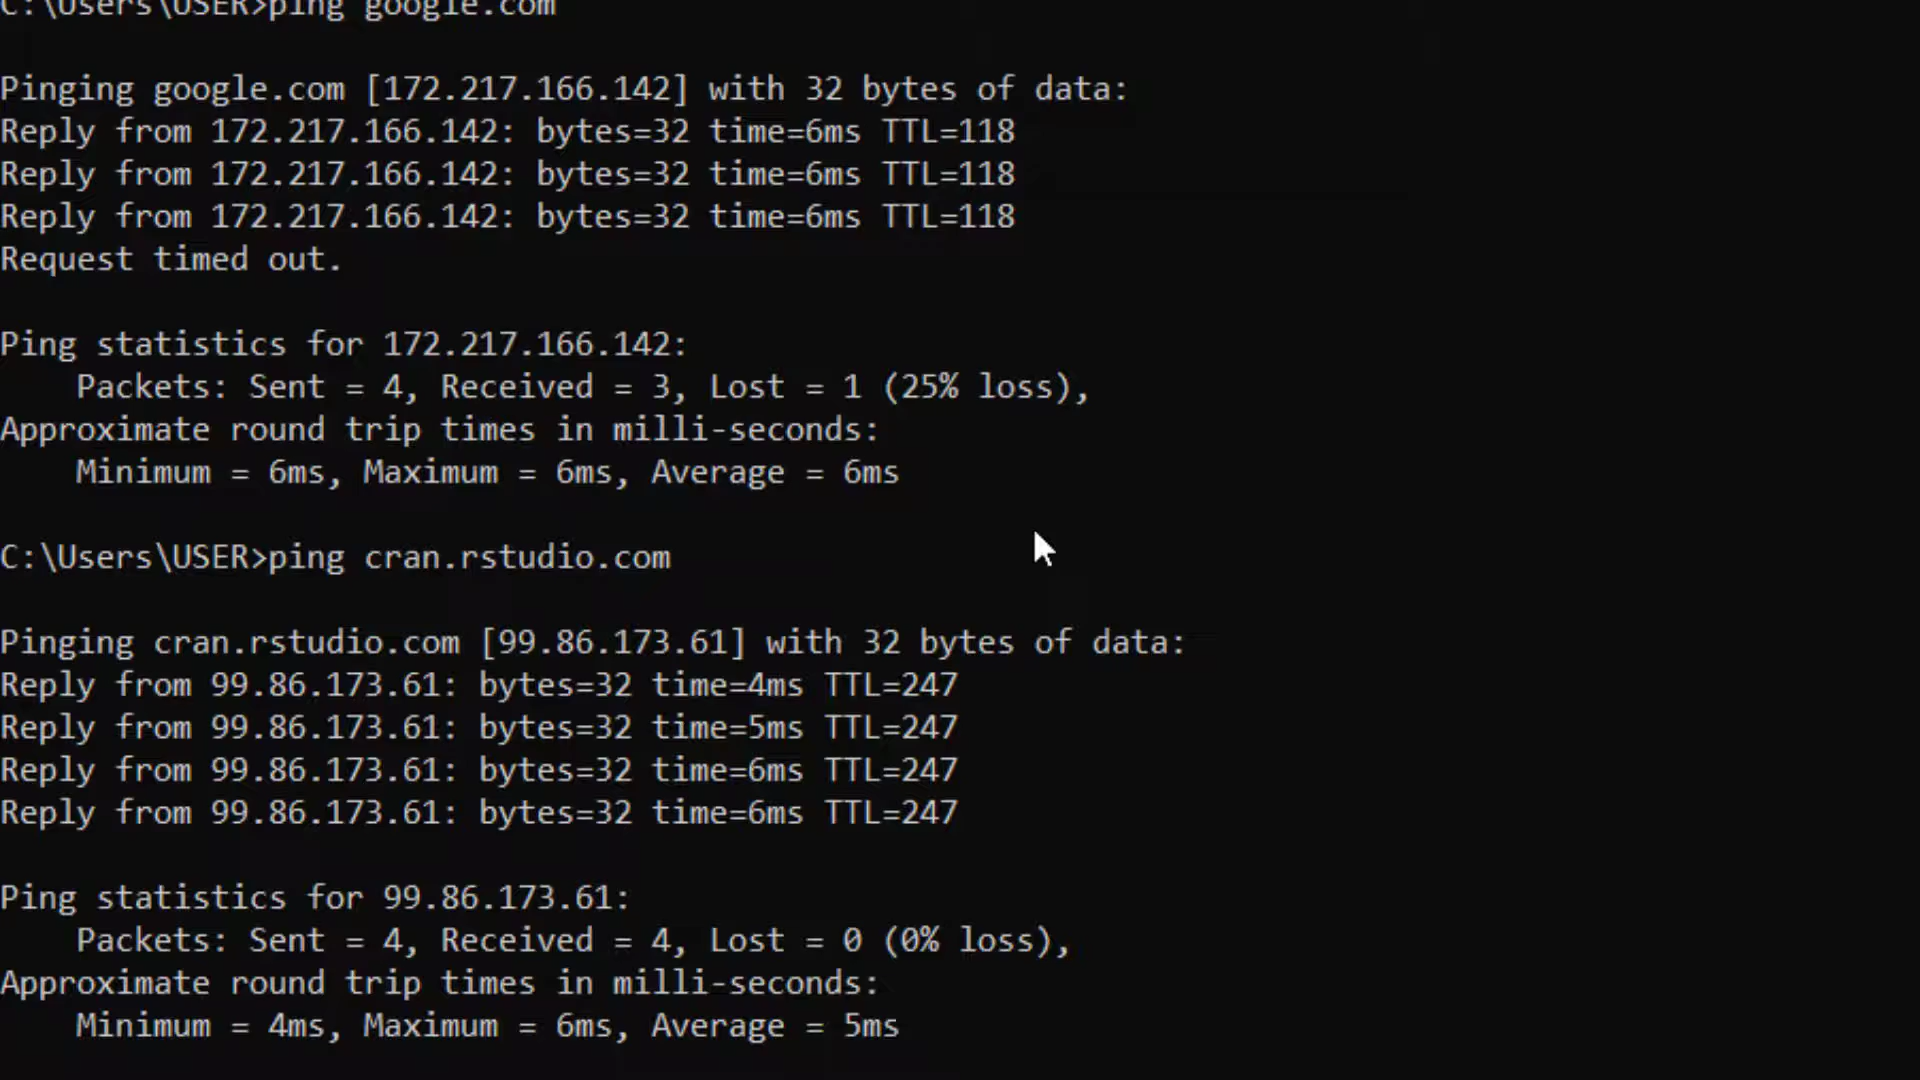 C:\Users\USER>ping google.com
Pinging google.com [172.217.166.142] with 32 bytes of data:
Reply from 172.217.166.142: bytes=32 time=6ms TTL=118
Reply from 172.217.166.142: bytes=32 time=6ms TTL=118
Reply from 172.217.166.142: bytes=32 time=6ms TTL=118
Request timed out.
Ping statistics for 172.217.166.142:
    Packets: Sent = 4, Received = 3, Lost = 1 (25% loss),
Approximate round trip times in milli-seconds:
    Minimum = 6ms, Maximum = 6ms, Average = 6ms
C:\Users\USER>ping cran.rstudio.com
Pinging cran.rstudio.com [99.86.173.61] with 32 bytes of data:
Reply from 99.86.173.61: bytes=32 time=4ms TTL=247
Reply from 99.86.173.61: bytes=32 time=5ms TTL=247
Reply from 99.86.173.61: bytes=32 time=6ms TTL=247
Reply from 99.86.173.61: bytes=32 time=6ms TTL=247
Ping statistics for 99.86.173.61:
    Packets: Sent = 4, Received = 4, Lost = 0 (0% loss),
Approximate round trip times in milli-seconds:
    Minimum = 4ms, Maximum = 6ms, Average = 5ms